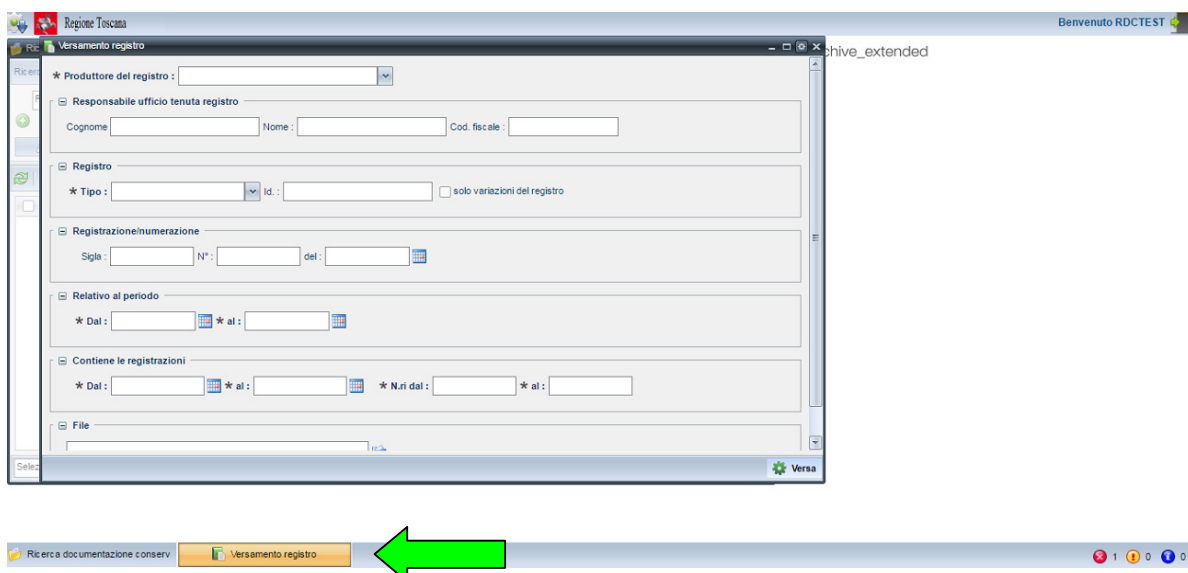 Regione Toscana
Benvenuto RDCTEST
Versamento registro
chive_extended
Ricerc
* Produttore del registro :
Responsabile ufficio tenuta registro
Cognome Nome : Cod. fiscale :
Registro
* Tipo : Id. : solo variazioni del registro
Registrazione/numerazione
Sigla : N° : del :
Relativo al periodo
* Dal : * al :
Contiene le registrazioni
* Dal : * al : * N.ri dal : * al :
File
Selez
Versa
Ricerca documentazione conserv
Versamento registro
1 0 0